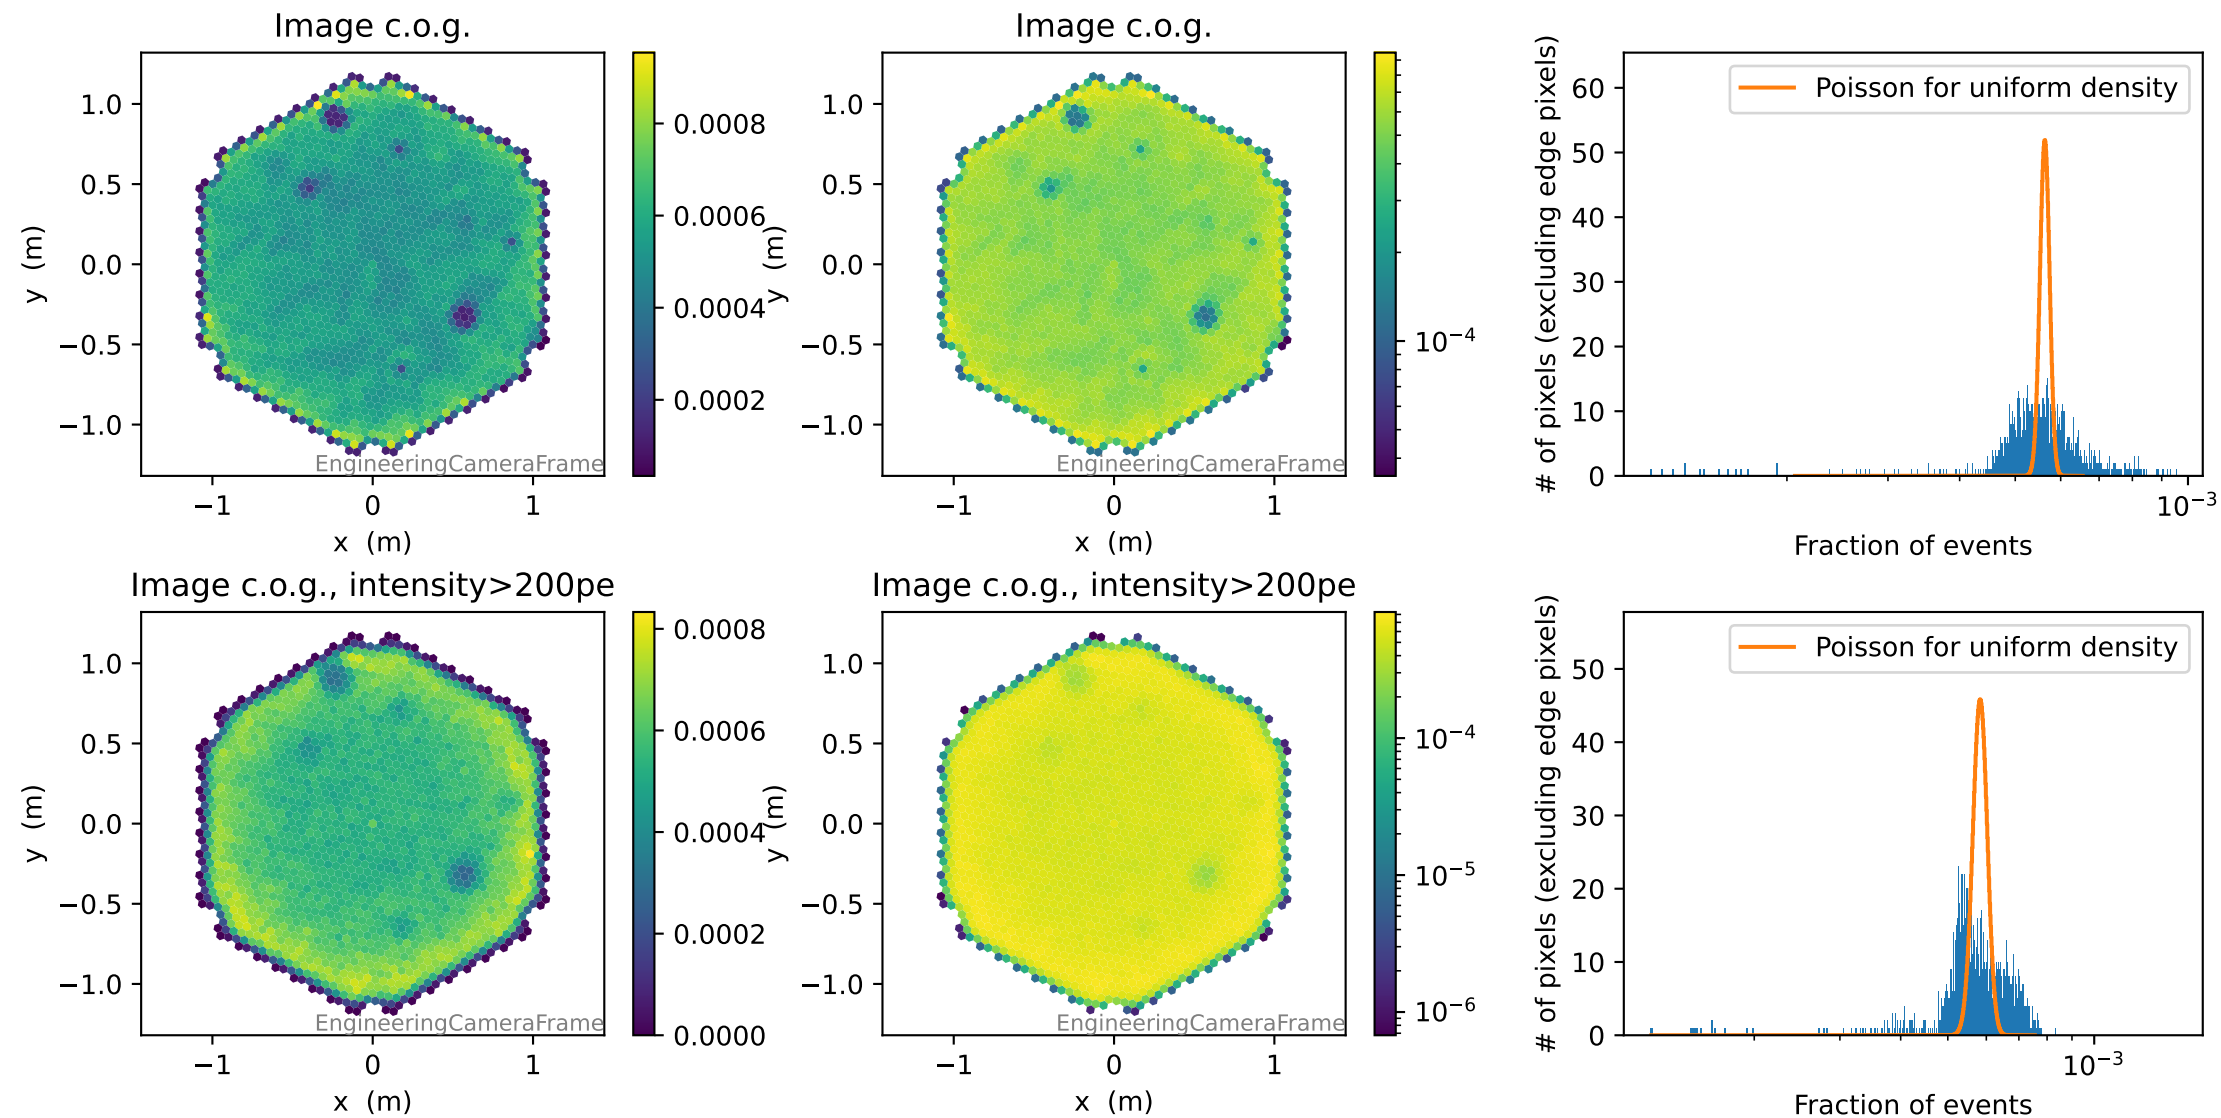 Image c.o.g.
1.0
0.5
0.0
−0.5
−1.0
y (m)
−1 0 1
x (m)
EngineeringCameraFrame
0.0008
0.0006
0.0004
0.0002
Image c.o.g.
1.0
0.5
0.0
−0.5
−1.0
y (m)
−1 0 1
x (m)
EngineeringCameraFrame
10⁻⁴
# of pixels (excluding edge pixels)
60
50
40
30
20
10
0
Poisson for uniform density
10⁻³
Fraction of events
Image c.o.g., intensity>200pe
1.0
0.5
0.0
−0.5
−1.0
y (m)
−1 0 1
x (m)
EngineeringCameraFrame
0.0008
0.0006
0.0004
0.0002
0.0000
Image c.o.g., intensity>200pe
1.0
0.5
0.0
−0.5
−1.0
y (m)
−1 0 1
x (m)
EngineeringCameraFrame
10⁻⁴
10⁻⁵
10⁻⁶
# of pixels (excluding edge pixels)
50
40
30
20
10
0
Poisson for uniform density
10⁻³
Fraction of events